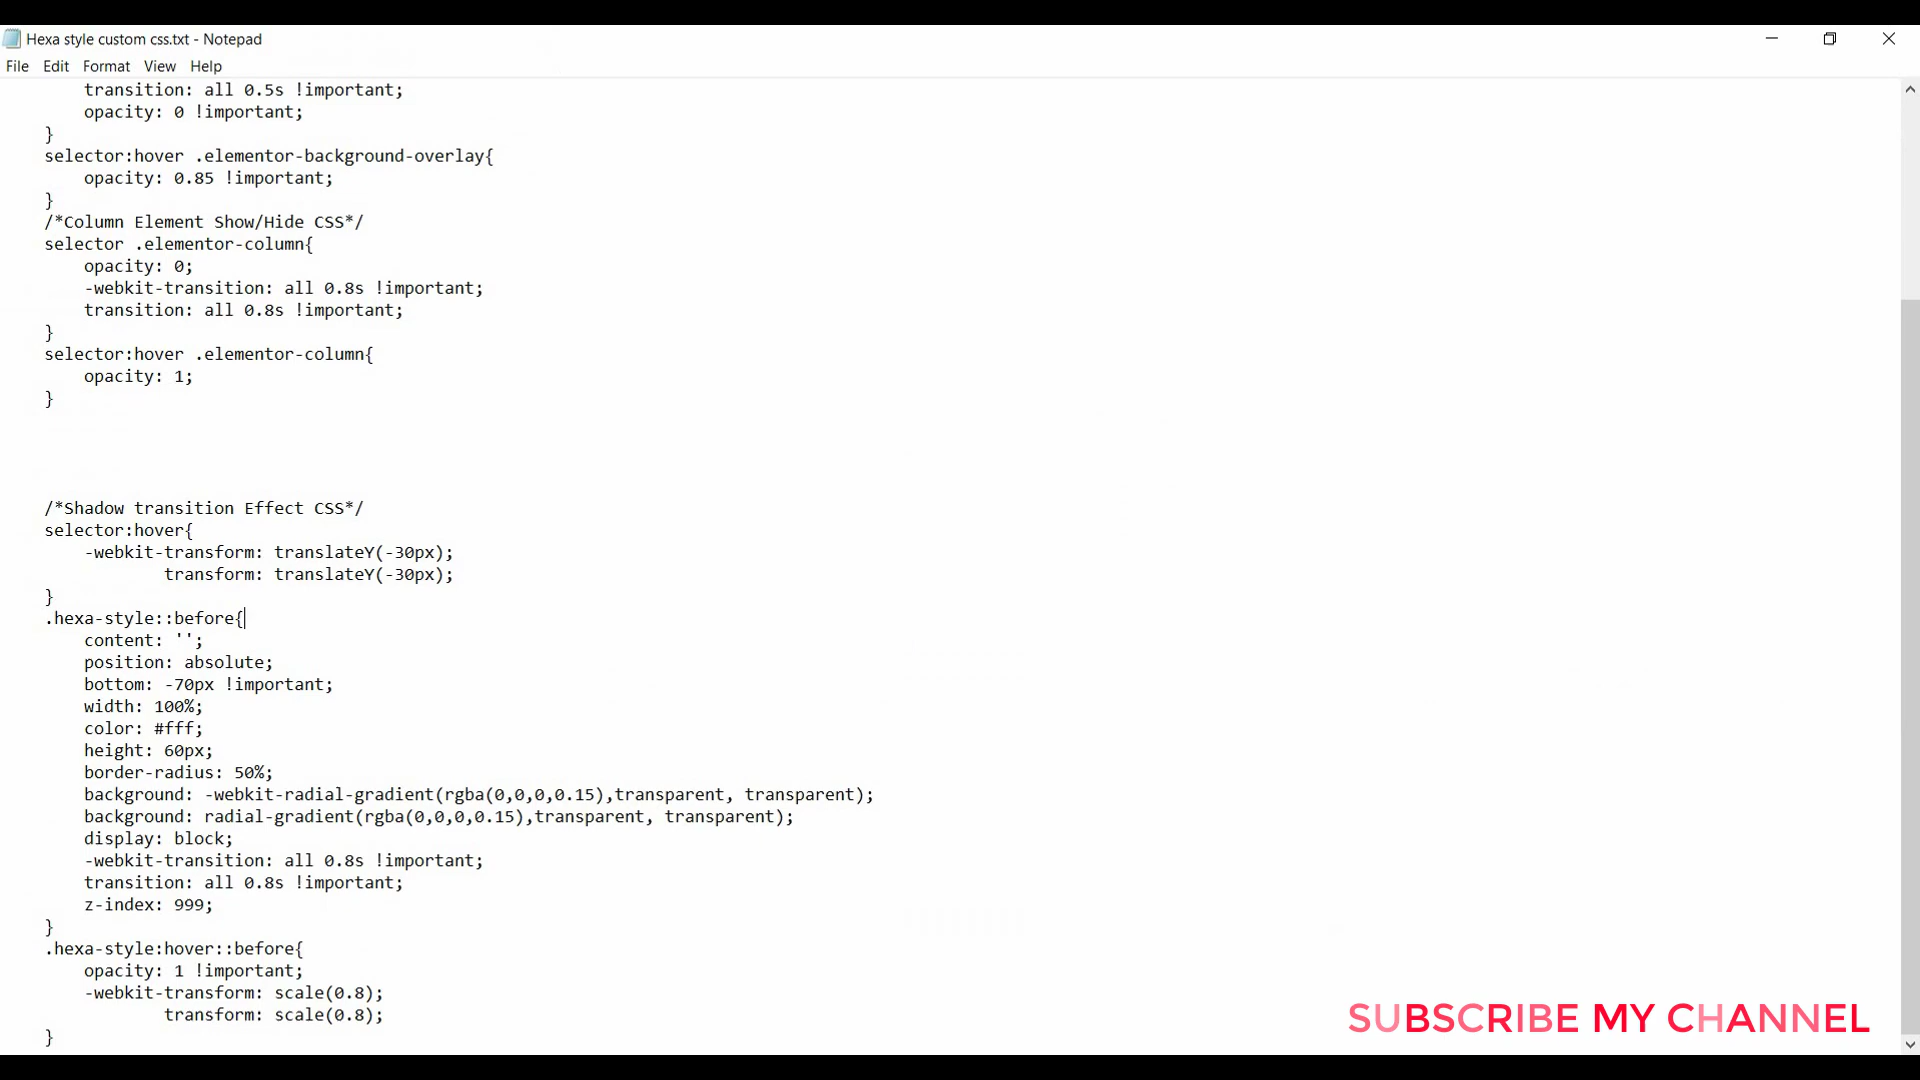 Hexa style custom css.txt - Notepad
File Edit Format View Help
transition: all 0.5s !important;
opacity: 0 !important;
}
selector:hover .elementor-background-overlay{
opacity: 0.85 !important;
}
/*Column Element Show/Hide CSS*/
selector .elementor-column{
opacity: 0;
-webkit-transition: all 0.8s !important;
transition: all 0.8s !important;
}
selector:hover .elementor-column{
opacity: 1;
}
/*Shadow transition Effect CSS*/
selector:hover{
-webkit-transform: translateY(-30px);
transform: translateY(-30px);
}
.hexa-style::before{
content: '';
position: absolute;
bottom: -70px !important;
width: 100%;
color: #fff;
height: 60px;
border-radius: 50%;
background: -webkit-radial-gradient(rgba(0,0,0,0.15),transparent, transparent);
background: radial-gradient(rgba(0,0,0,0.15),transparent, transparent);
display: block;
-webkit-transition: all 0.8s !important;
transition: all 0.8s !important;
z-index: 999;
}
.hexa-style:hover::before{
opacity: 1 !important;
-webkit-transform: scale(0.8);
transform: scale(0.8);
}
SUBSCRIBE MY CHANNEL